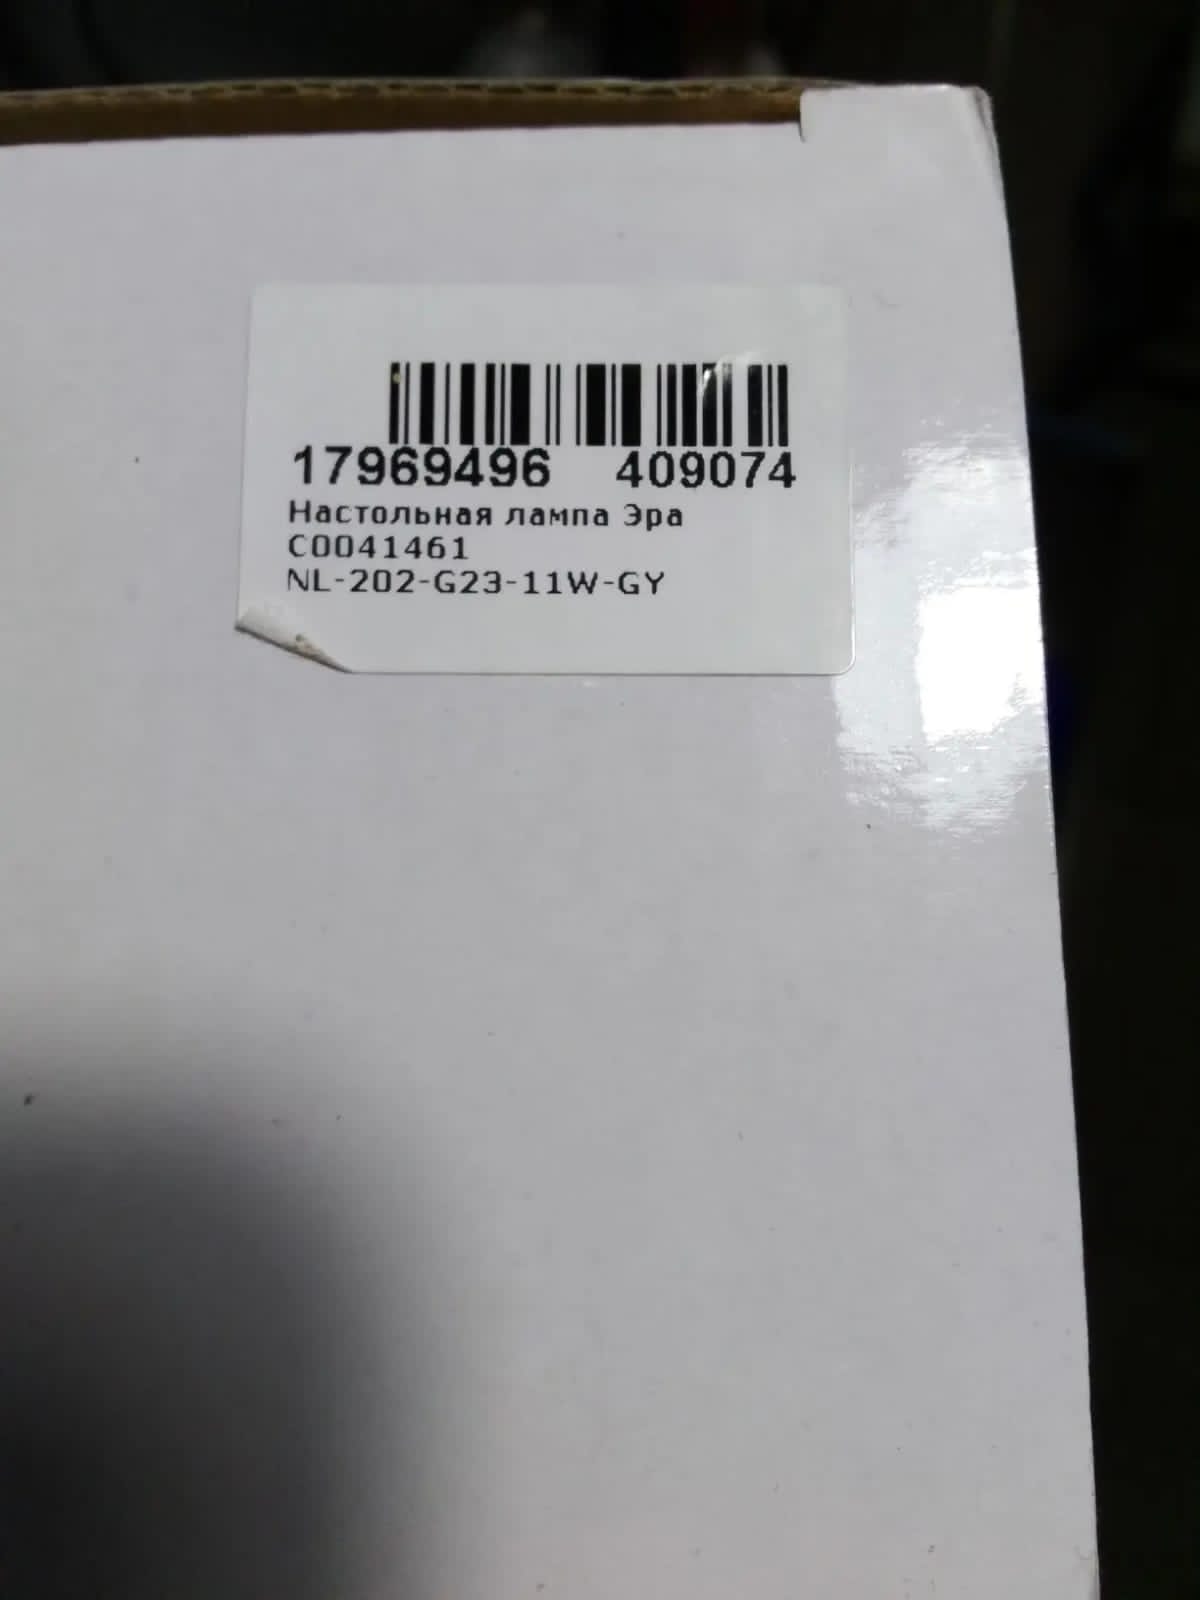 17969496 409074
Настольная лампа Эра
C0041461
NL-202-G23-11W-GY